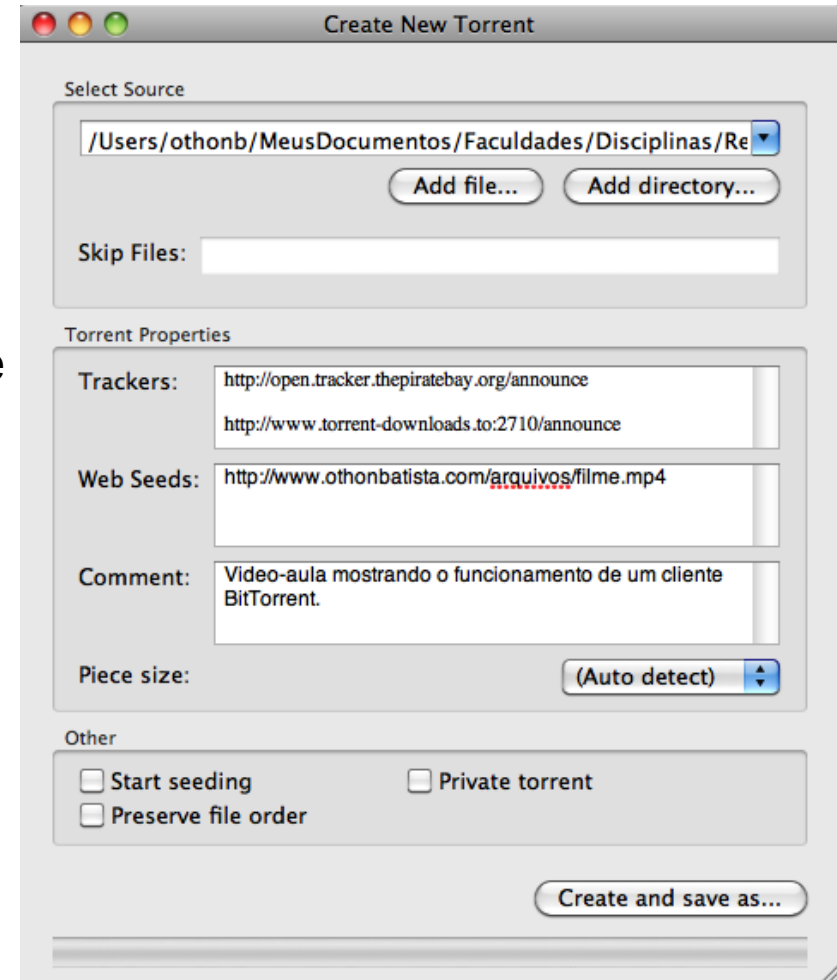 Create New Torrent
Select Source
/Users/othonb/MeusDocumentos/Faculdades/Disciplinas/Re
Add file... Add directory...
Skip Files:
Torrent Properties
e
Trackers: http://open.tracker.thepiratebay.org/announce
http://www.torrent-downloads.to:2710/announce
Web Seeds: http://www.othonbatista.com/arquivos/filme.mp4
Comment: Video-aula mostrando o funcionamento de um cliente
BitTorrent.
Piece size: (Auto detect)
Other
Start seeding Private torrent
Preserve file order
Create and save as...